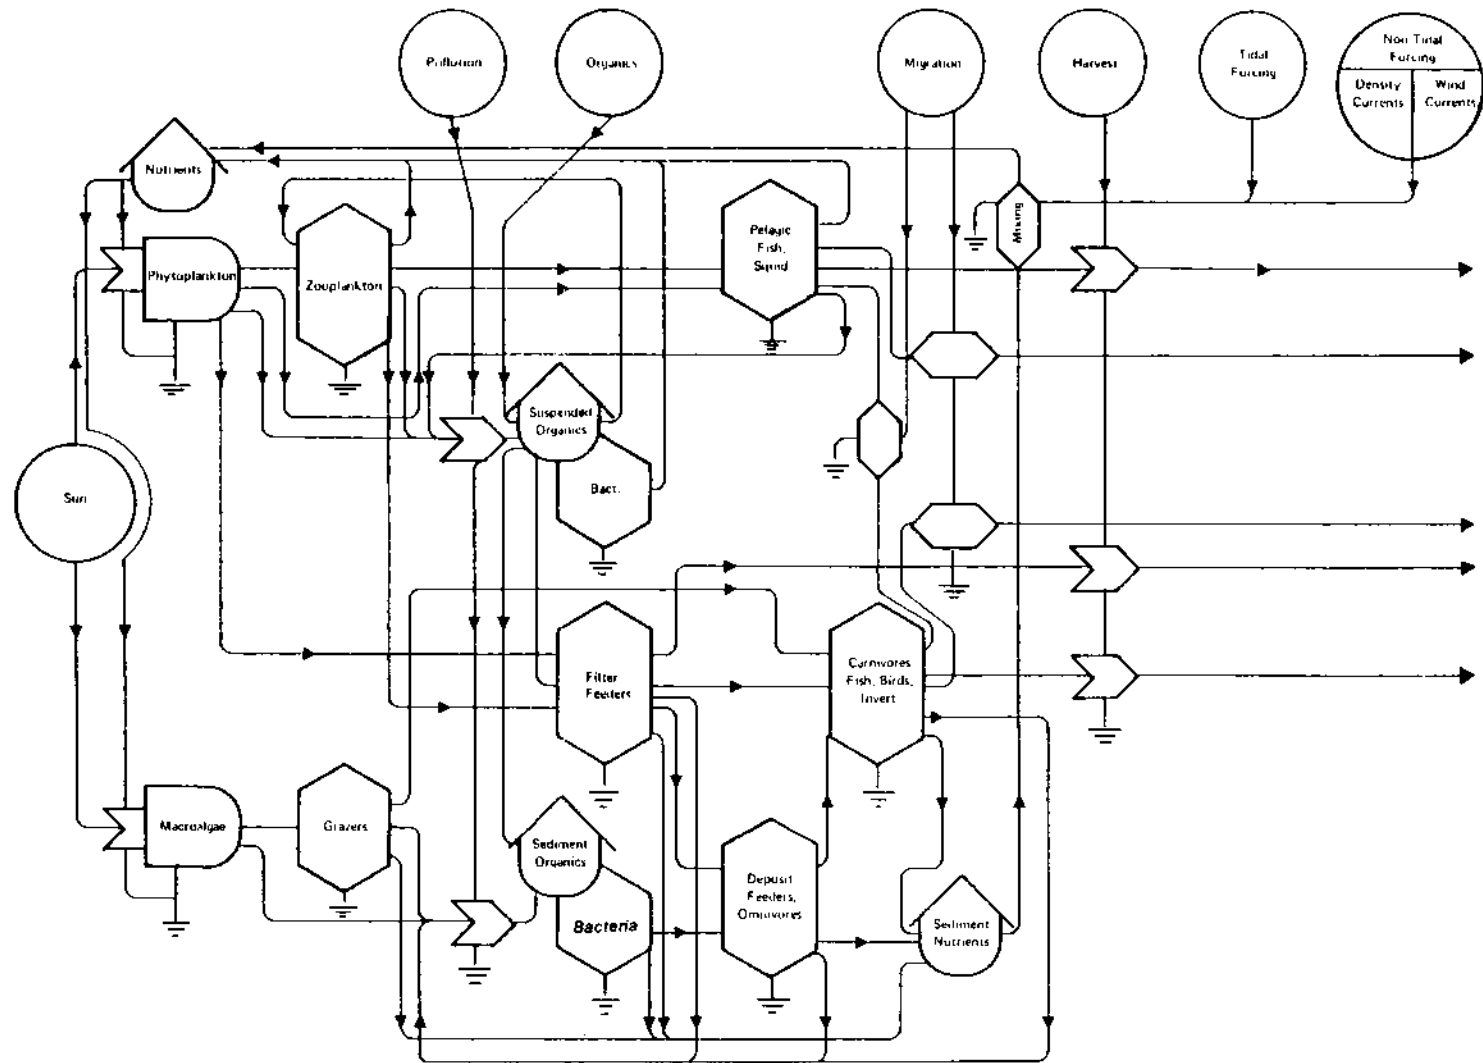 Pollution
Organics
Migration
Harvest
Tidal
Forcing
Non Tidal
Forcing
Density
Currents
Wind
Currents
Nutrients
Mixing
Phytoplankton
Zooplankton
Pelagic
Fish,
Squid
Suspended
Organics
Bact.
Sun
Filter
Feeders
Carnivores
Fish, Birds,
Invert
Macroalgae
Grazers
Sediment
Organics
Bacteria
Deposit
Feeders,
Omnivores
Sediment
Nutrients